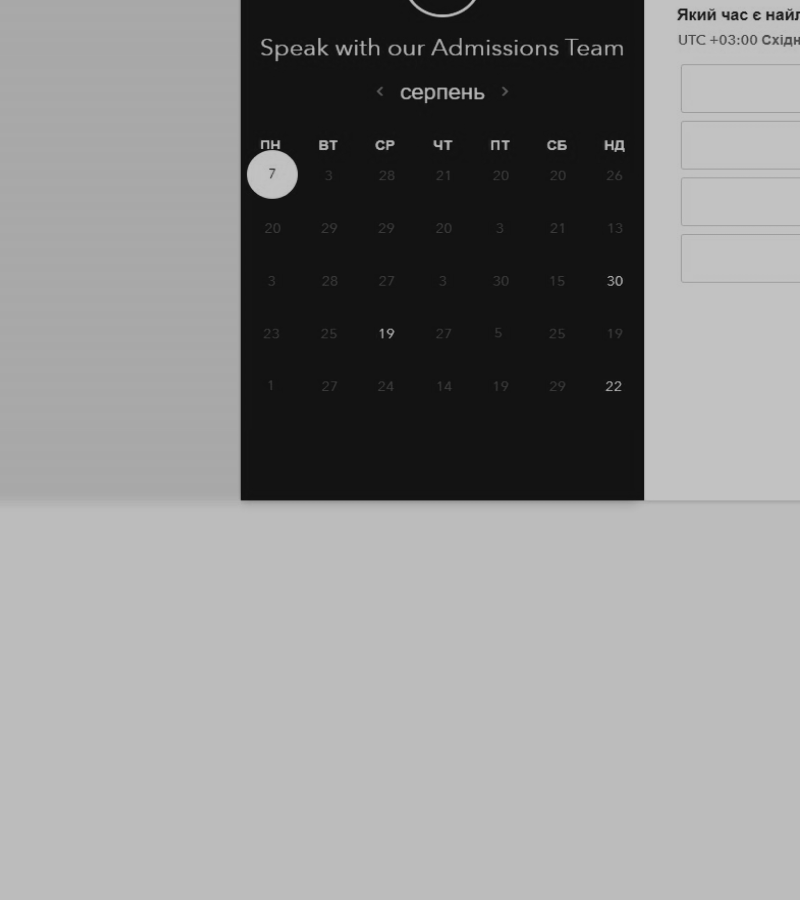 Speak with our Admissions Team
‹ серпень ›
ПН ВТ СР ЧТ ПТ СБ НД
7 3 28 21 20 20 26
20 29 29 20 3 21 13
3 28 27 3 30 15 30
23 25 19 27 5 25 19
1 27 24 14 19 29 22
Який час є найл
UTC +03:00 Східн